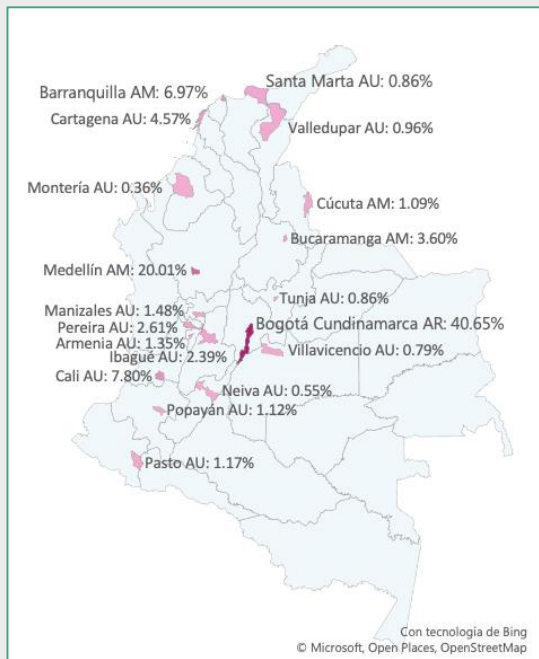 Santa Marta AU: 0.86%
Barranquilla AM: 6.97%
Cartagena AU: 4.57%
Valledupar AU: 0.96%
Montería AU: 0.36%
Cúcuta AM: 1.09%
Bucaramanga AM: 3.60%
Medellín AM: 20.01%
Tunja AU: 0.86%
Manizales AU: 1.48%
Bogotá Cundinamarca AR: 40.65%
Pereira AU: 2.61%
Armenia AU: 1.35%
Villavicencio AU: 0.79%
Ibagué AU: 2.39%
Cali AU: 7.80%
Neiva AU: 0.55%
Popayán AU: 1.12%
Pasto AU: 1.17%
Con tecnología de Bing
© Microsoft, Open Places, OpenStreetMap